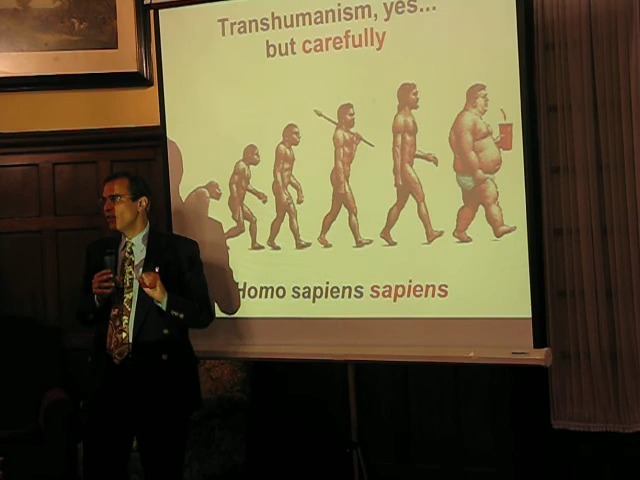 Transhumanism, yes...
but carefully
Homo sapiens sapiens